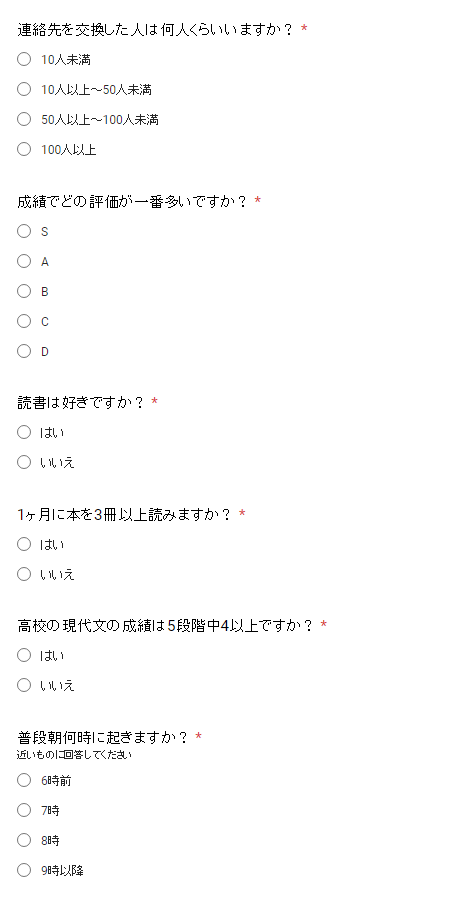 連絡先を交換した人は何人くらいいますか？ *
10人未満
10人以上～50人未満
50人以上～100人未満
100人以上
成績でどの評価が一番多いですか？ *
S
A
B
C
D
読書は好きですか？ *
はい
いいえ
1ヶ月に本を3冊以上読みますか？ *
はい
いいえ
高校の現代文の成績は5段階中4以上ですか？ *
はい
いいえ
普段朝何時に起きますか？ *
近いものに回答してください
6時前
7時
8時
9時以降